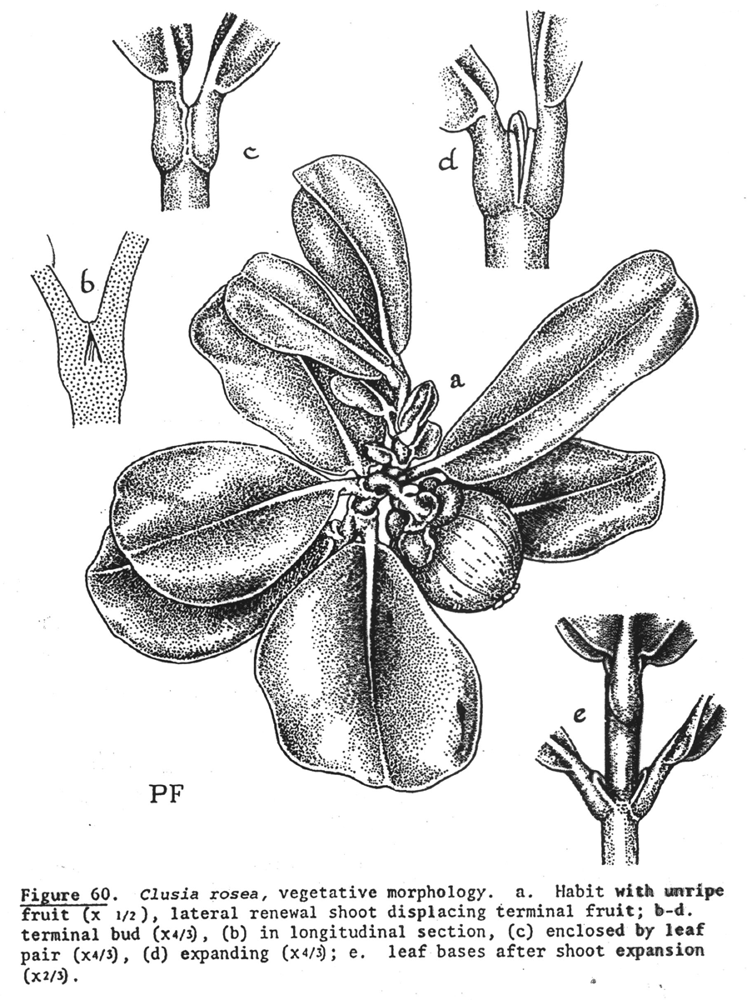 c
d
b
a
e
PF
Figure 60. Clusia rosea, vegetative morphology. a. Habit with unripe
fruit (x 1/2), lateral renewal shoot displacing terminal fruit; b-d.
terminal bud (x4/3), (b) in longitudinal section, (c) enclosed by leaf
pair (x4/3), (d) expanding (x4/3); e. leaf bases after shoot expansion
(x2/3).